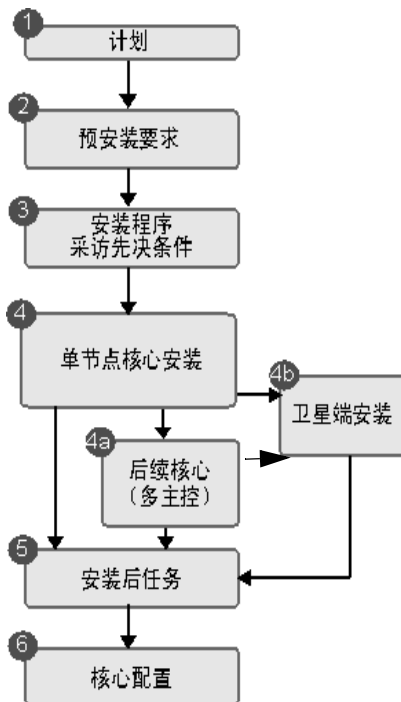 1
计划
2
预安装要求
3
安装程序
采访先决条件
4
单节点核心安装
4b
卫星端安装
4a
后续核心
（多主控）
5
安装后任务
6
核心配置